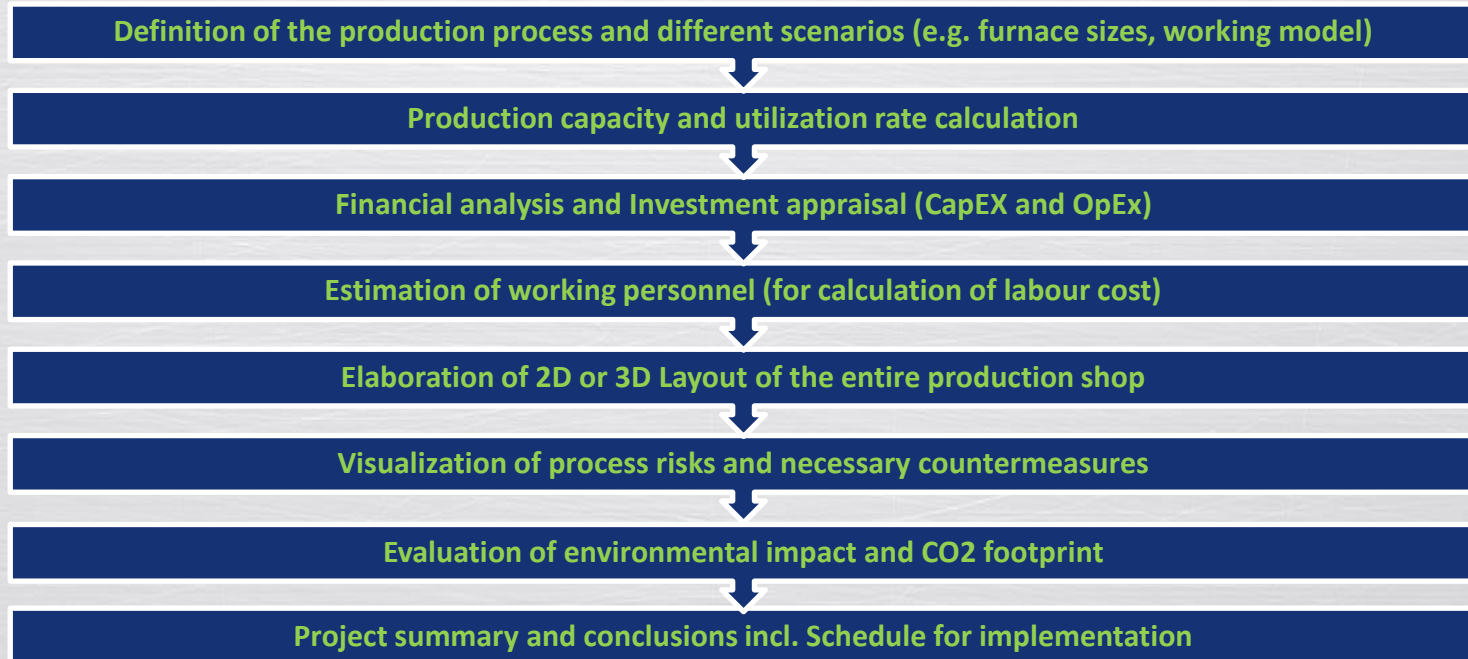 Definition of the production process and different scenarios (e.g. furnace sizes, working model)
Production capacity and utilization rate calculation
Financial analysis and Investment appraisal (CapEX and OpEx)
Estimation of working personnel (for calculation of labour cost)
Elaboration of 2D or 3D Layout of the entire production shop
Visualization of process risks and necessary countermeasures
Evaluation of environmental impact and CO2 footprint
Project summary and conclusions incl. Schedule for implementation